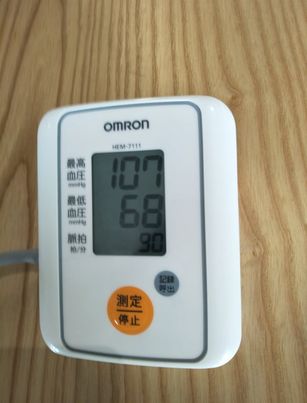 OMRON
HEM-7111
最高
血圧
mmHg
107
最低
血圧
mmHg
68
脈拍
拍/分
90
記録
呼出
測定
停止